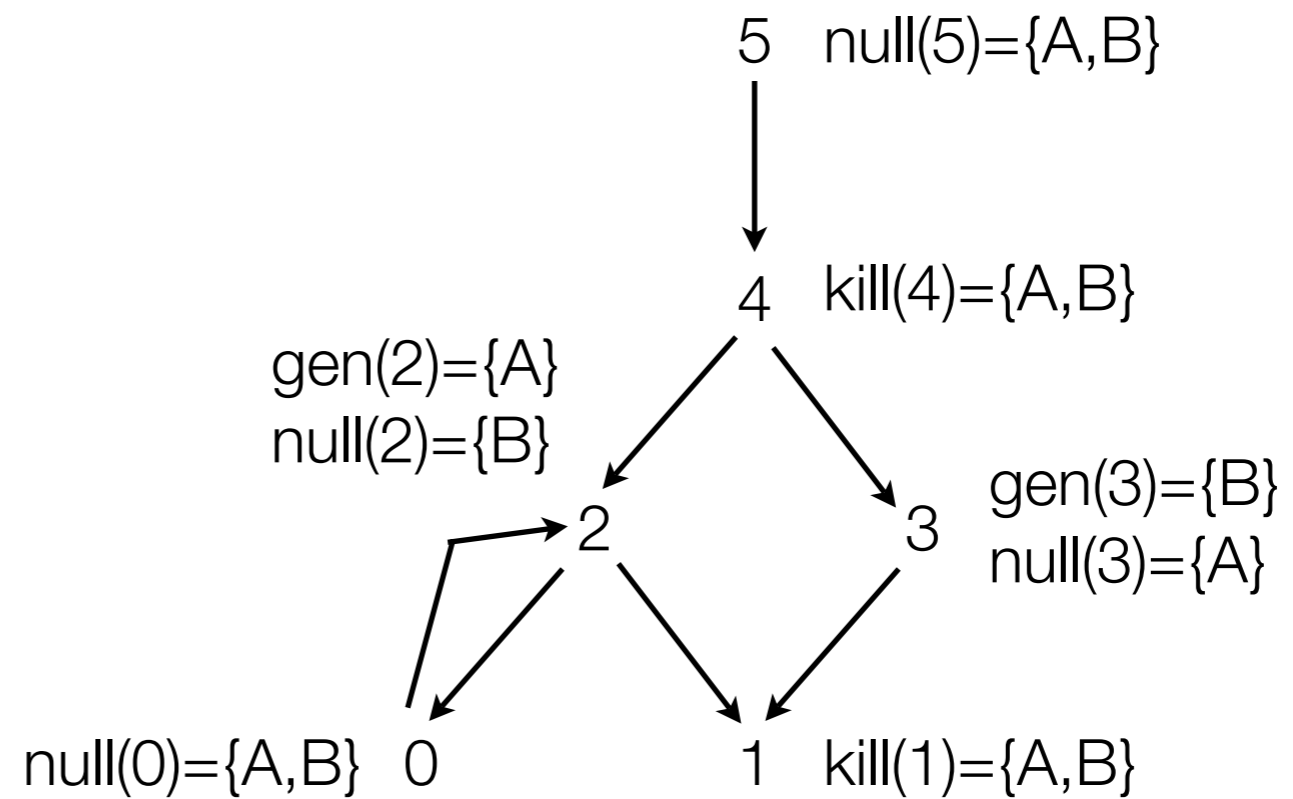 5 null(5)={A,B}
4 kill(4)={A,B}
gen(2)={A}
null(2)={B}
2
3
gen(3)={B}
null(3)={A}
null(0)={A,B} 0
1 kill(1)={A,B}